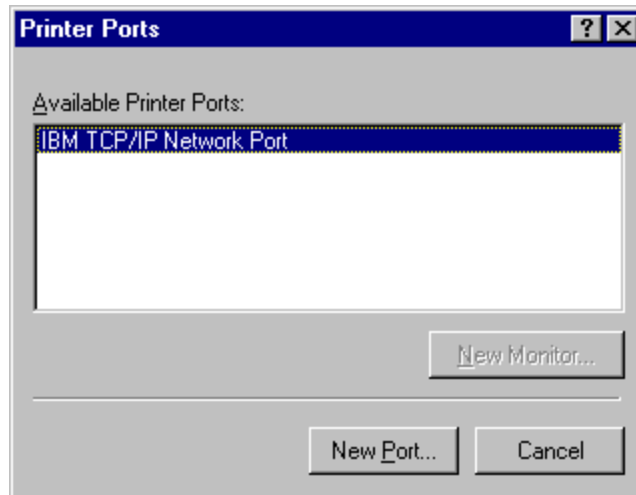 Printer Ports
Available Printer Ports:
IBM TCP/IP Network Port
New Monitor...
New Port...
Cancel